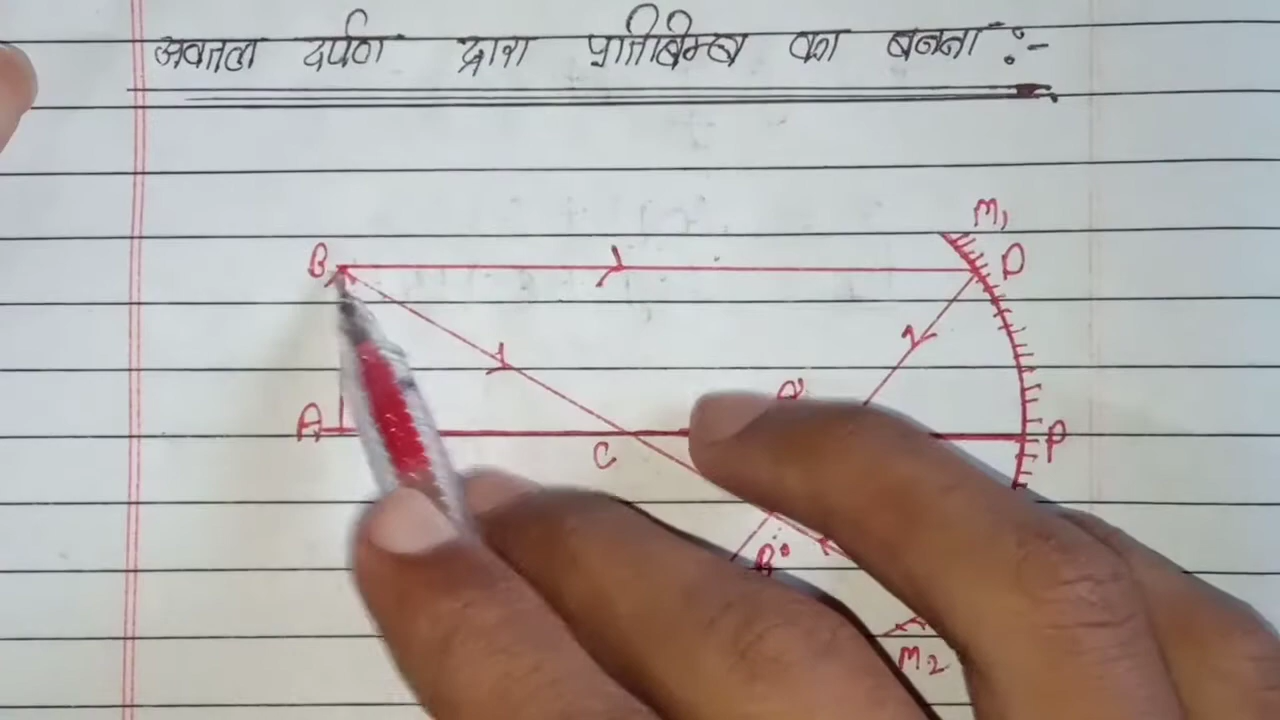 अवतल दर्पण द्वारा प्रतिबिम्ब का बनना :-
M1
B D
A'
A C P
B'
M2